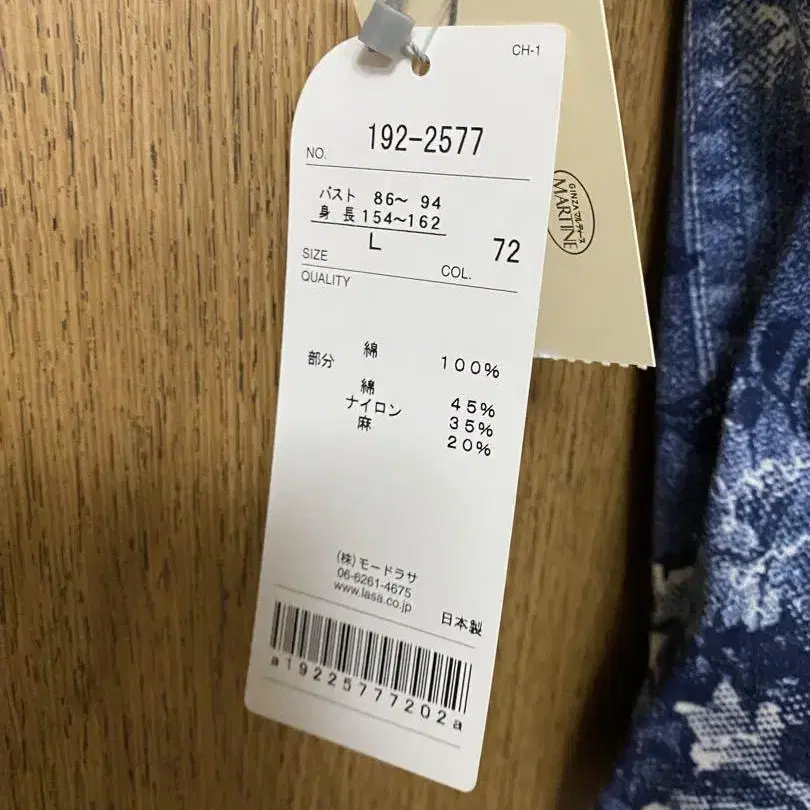 CH-1
NO. 192-2577
バスト 86～ 94
身 長 154～162
SIZE L COL. 72
QUALITY
綿 100%
部分
綿 45%
ナイロン 35%
麻 20%
(株)モードラサ
06-6261-4675
www.lasa.co.jp
日本製
a19225777202a
GINZA マルティーヌ
MARTINE